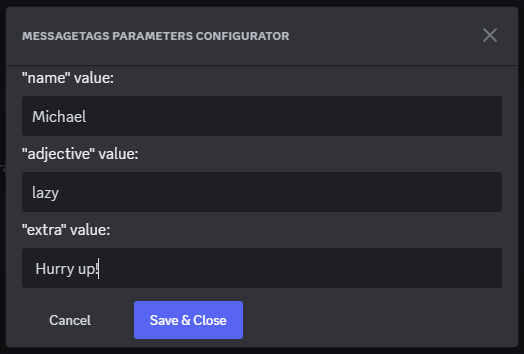 MESSAGETAGS PARAMETERS CONFIGURATOR
"name" value:
Michael
"adjective" value:
lazy
"extra" value:
Hurry up!
Cancel Save & Close